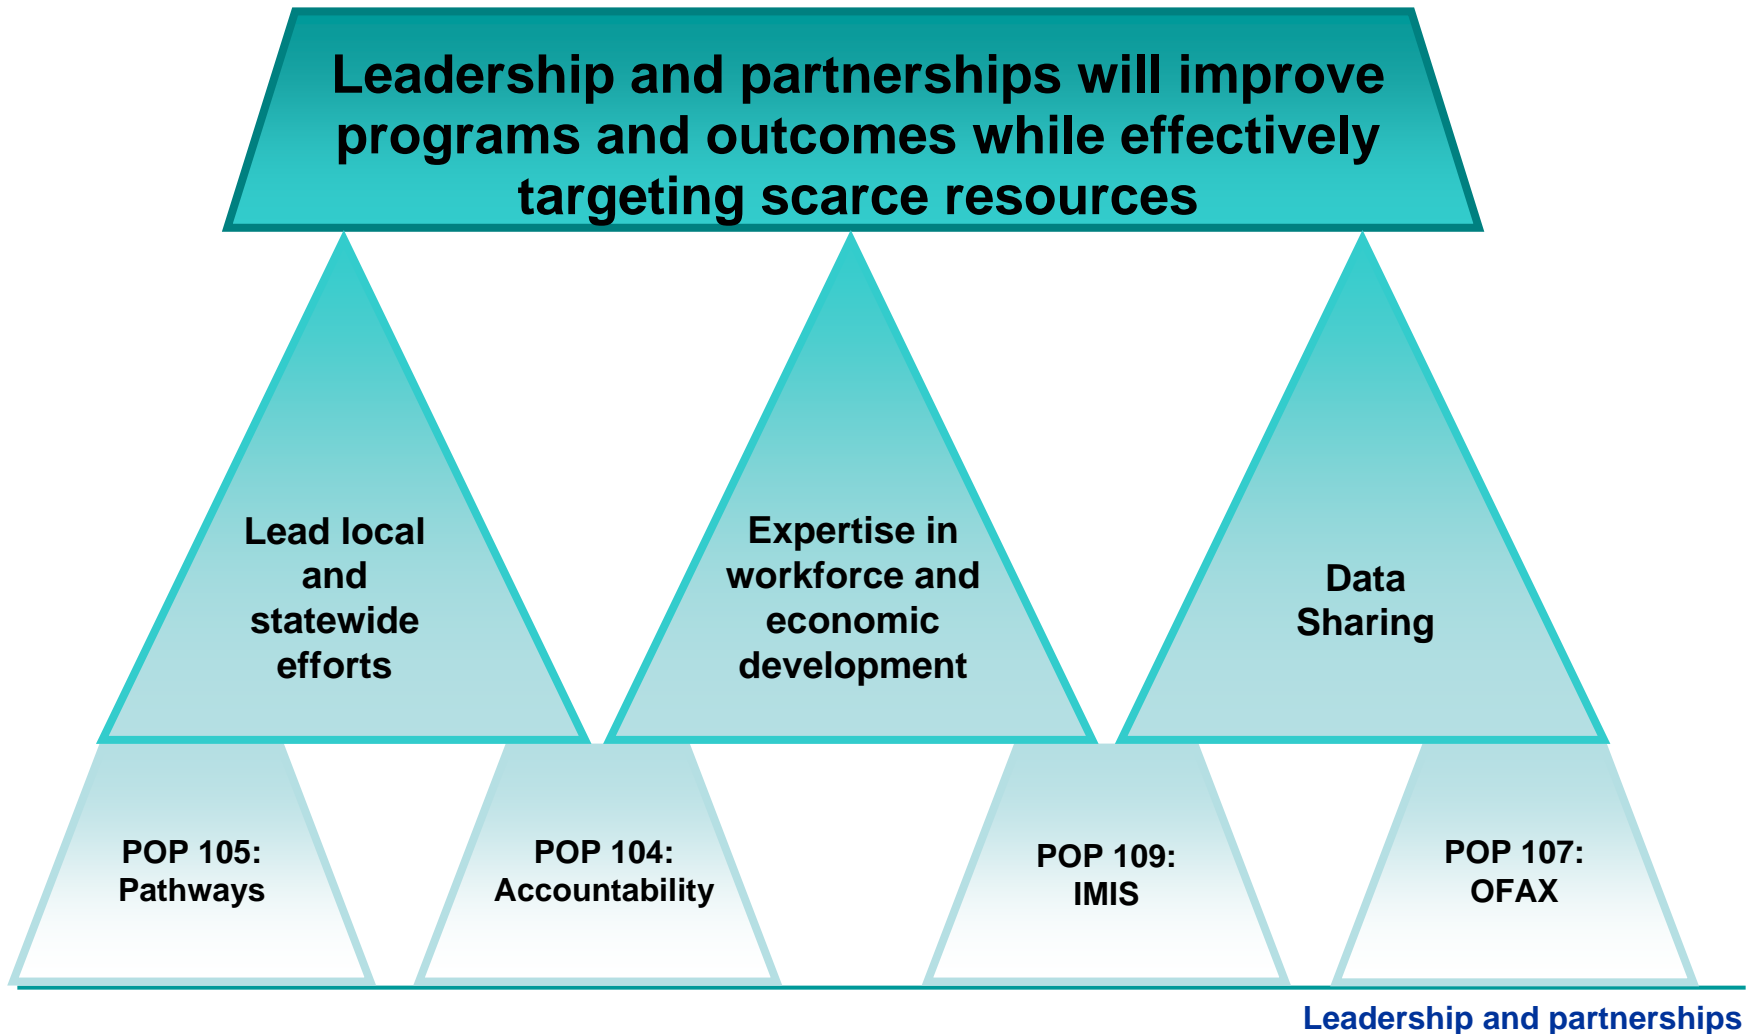 Leadership and partnerships will improve
programs and outcomes while effectively
targeting scarce resources
Lead local
and
statewide
efforts
Expertise in
workforce and
economic
development
Data
Sharing
POP 105:
Pathways
POP 104:
Accountability
POP 109:
IMIS
POP 107:
OFAX
Leadership and partnerships